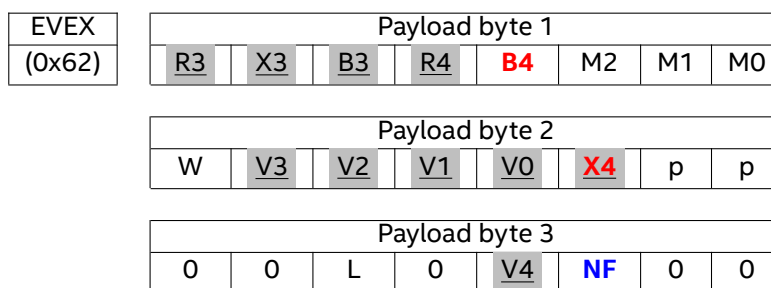 EVEX Payload byte 1
(0x62) R3 X3 B3 R4 B4 M2 M1 M0
Payload byte 2
W V3 V2 V1 V0 X4 p p
Payload byte 3
0 0 L 0 V4 NF 0 0